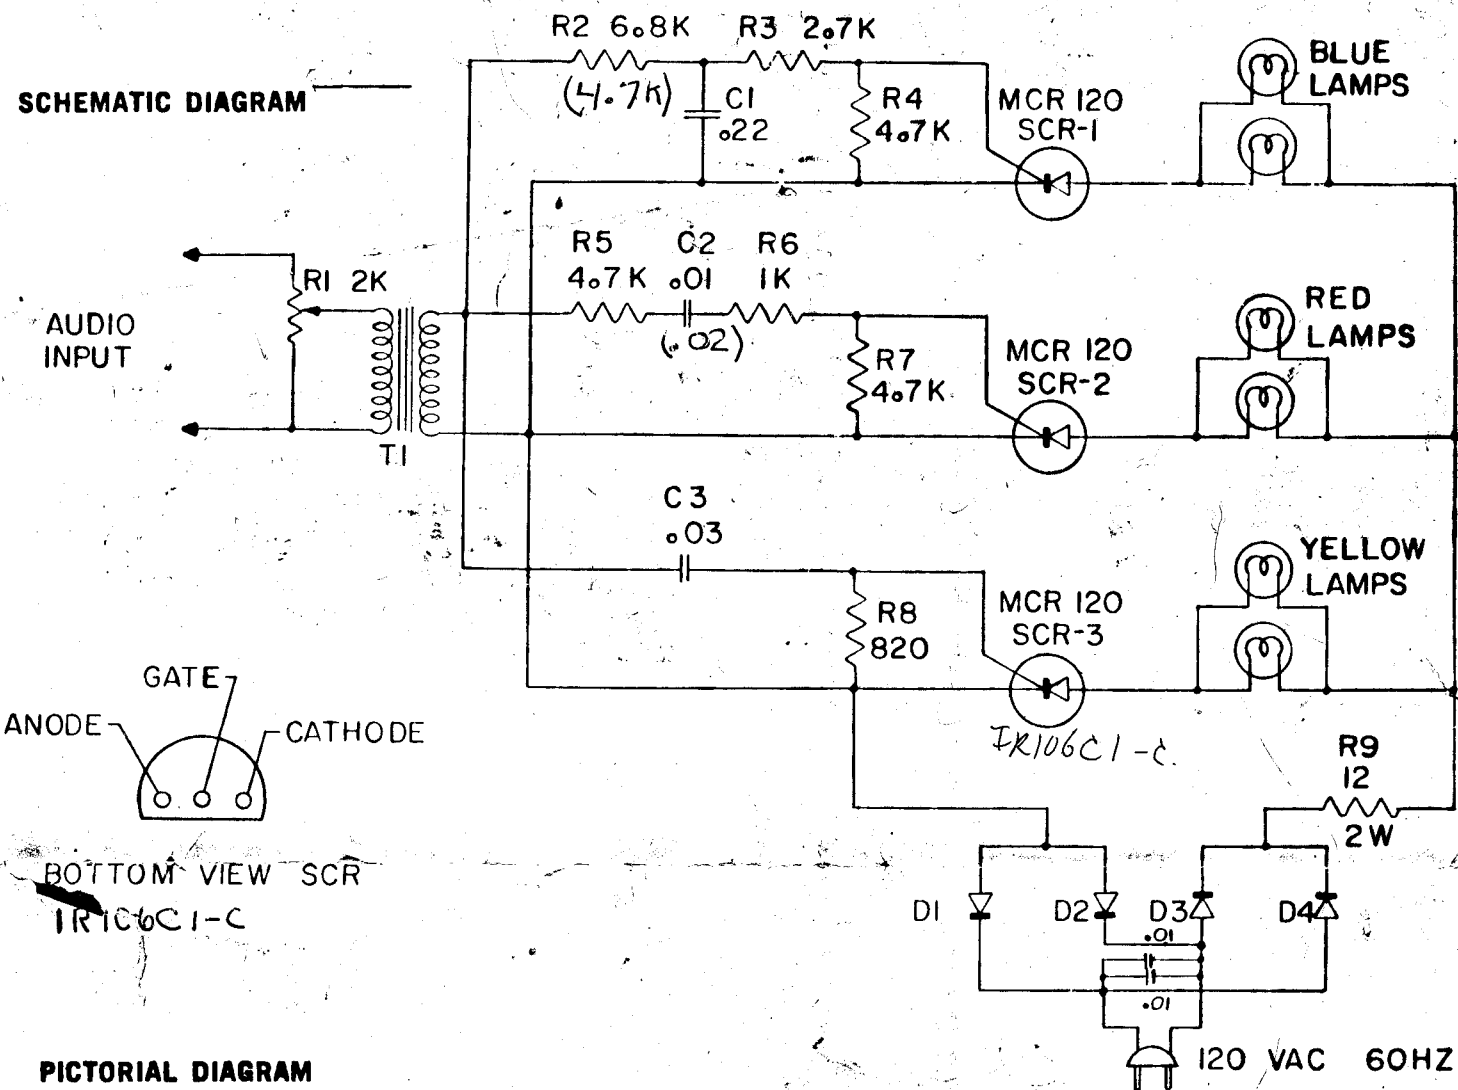 SCHEMATIC DIAGRAM
R2 6.8K
(4.7K)
R3 2.7K
C1
.22
R4
4.7K
MCR 120
SCR-1
BLUE
LAMPS
AUDIO
INPUT
R1 2K
T1
R5
4.7K
C2
.01
(.02)
R6
1K
R7
4.7K
MCR 120
SCR-2
RED
LAMPS
C3
.03
R8
820
MCR 120
SCR-3
IR106C1-C.
YELLOW
LAMPS
GATE
ANODE
CATHODE
BOTTOM VIEW SCR
IR106C1-C
R9
12
2W
D1
D2
D3
D4
.01
.01
120 VAC 60HZ
PICTORIAL DIAGRAM